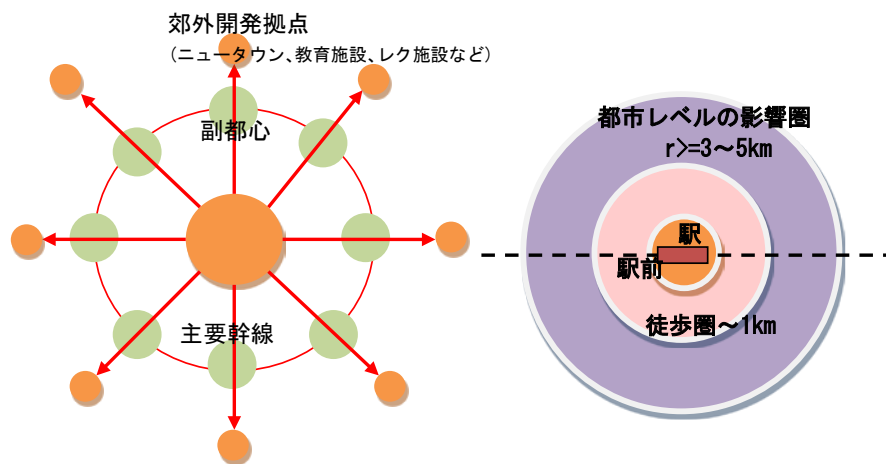 郊外開発拠点
（ニュータウン、教育施設、レク施設など）
副都心
主要幹線
都市レベルの影響圏
r>=3～5km
駅
駅前
徒歩圏～1km